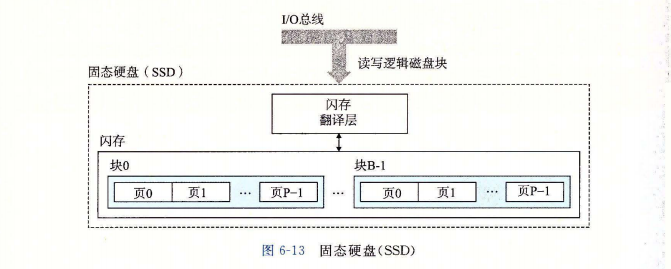 I/O总线
读写逻辑磁盘块
固态硬盘（SSD）
闪存
翻译层
闪存
块0 块B-1
页0 页1 … 页P-1 … 页0 页1 … 页P-1
图 6-13 固态硬盘(SSD)